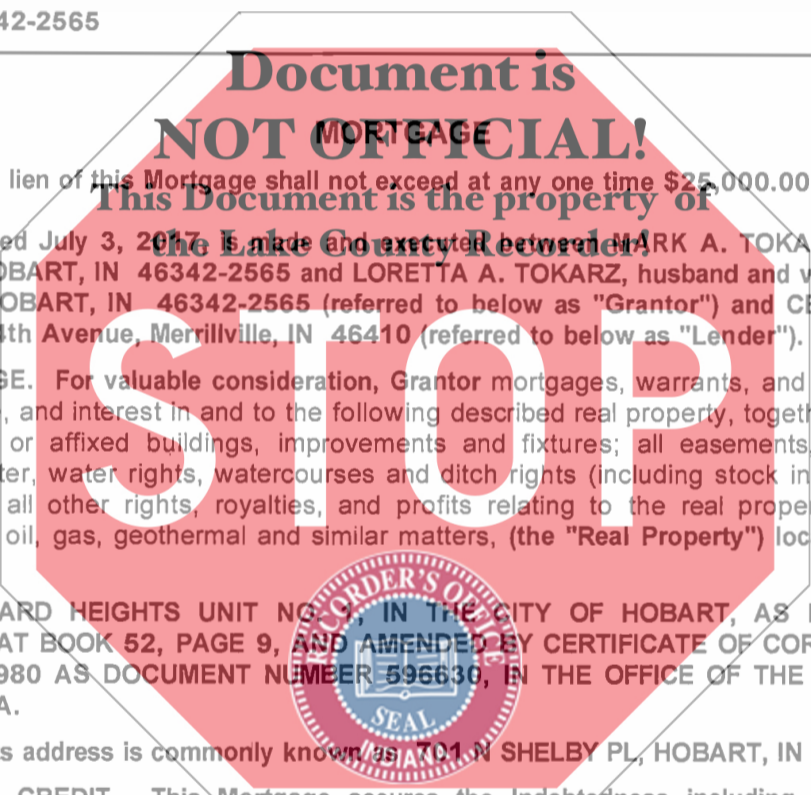 42-2565
Document is
NOT OFFICIAL!
MORTGAGE
lien of this Mortgage shall not exceed at any one time $25,000.00
This Document is the property of
the Lake County Recorder!
ed July 3, 2017, is made and executed between MARK A. TOKA
OBART, IN 46342-2565 and LORETTA A. TOKARZ, husband and w
OBART, IN 46342-2565 (referred to below as "Grantor") and
4th Avenue, Merrillville, IN 46410 (referred to below as "Lender").
GE. For valuable consideration, Grantor mortgages, warrants, and
, and interest in and to the following described real property, togeth
or affixed buildings, improvements and fixtures; all easements,
ter, water rights, watercourses and ditch rights (including stock in
all other rights, royalties, and profits relating to the real prope
oil, gas, geothermal and similar matters, (the "Real Property") loc
STOP
ARD HEIGHTS UNIT NO. 1, IN THE CITY OF HOBART, AS
AT BOOK 52, PAGE 9, AND AMENDED BY CERTIFICATE OF COR
980 AS DOCUMENT NUMBER 596630, IN THE OFFICE OF THE
A.
RECORDER'S OFFICE
SEAL
INDIANA
s address is commonly known as 701 N SHELBY PL, HOBART, IN
CREDIT. This Mortgage secures the Indebtedness including